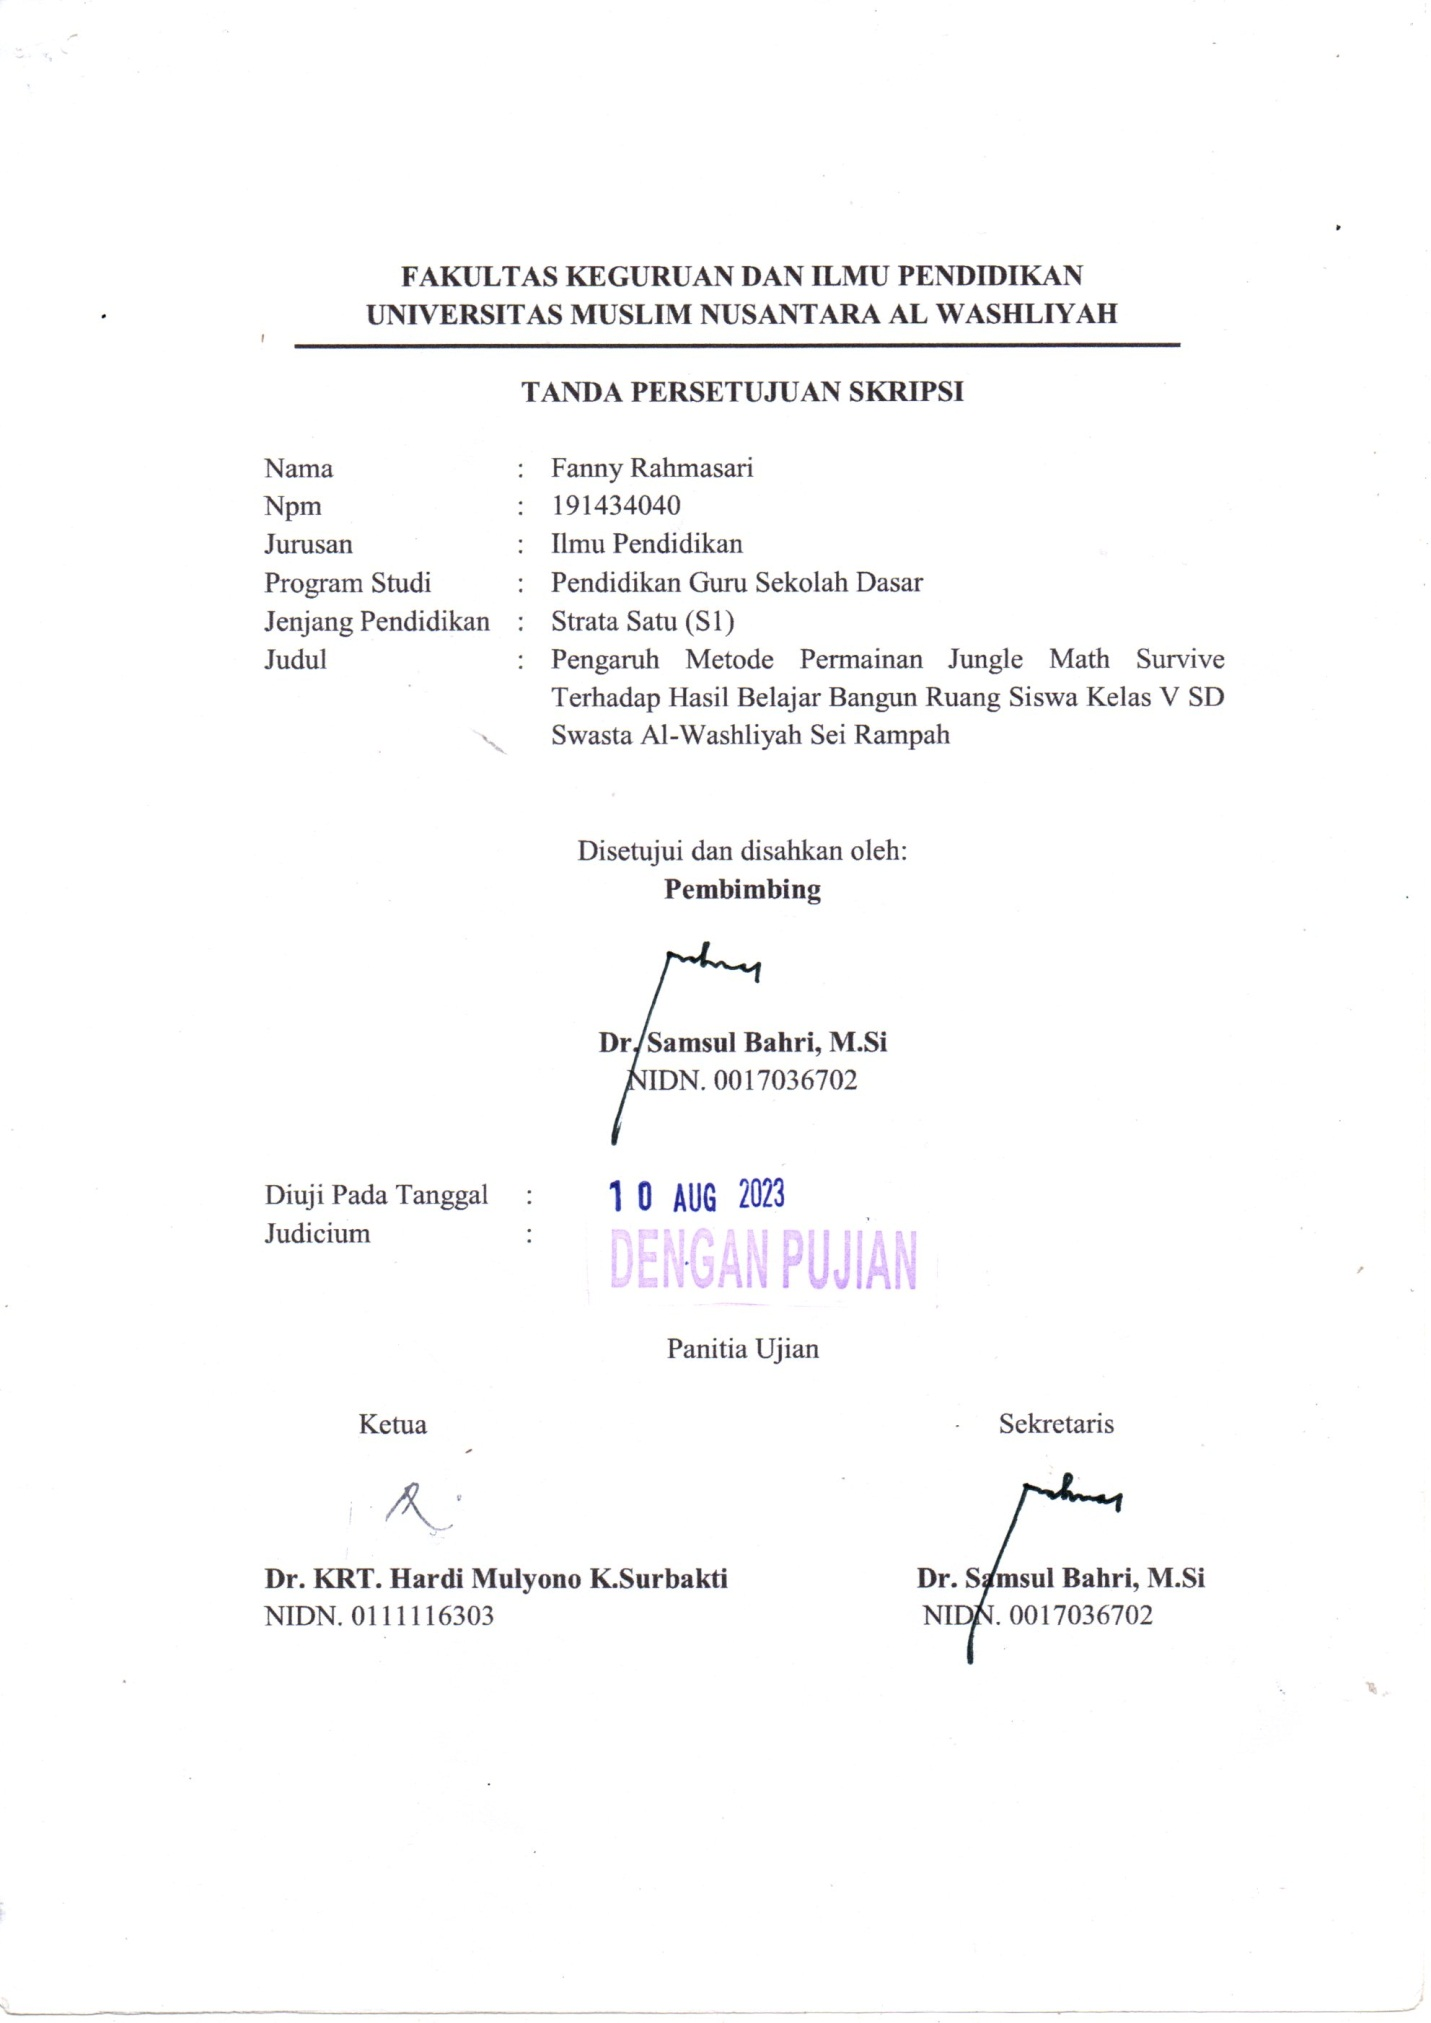 FAKULTAS KEGURUAN DAN ILMU PENDIDIKAN
UNIVERSITAS MUSLIM NUSANTARA AL WASHLIYAH
TANDA PERSETUJUAN SKRIPSI
Nama : Fanny Rahmasari
Npm : 191434040
Jurusan : Ilmu Pendidikan
Program Studi : Pendidikan Guru Sekolah Dasar
Jenjang Pendidikan : Strata Satu (S1)
Judul : Pengaruh Metode Permainan Jungle Math Survive
Terhadap Hasil Belajar Bangun Ruang Siswa Kelas V SD
Swasta Al-Washliyah Sei Rampah
Disetujui dan disahkan oleh:
Pembimbing
Dr. Samsul Bahri, M.Si
NIDN. 0017036702
Diuji Pada Tanggal : 10 AUG 2023
Judicium : DENGAN PUJIAN
Panitia Ujian
Ketua Sekretaris
Dr. KRT. Hardi Mulyono K.Surbakti Dr. Samsul Bahri, M.Si
NIDN. 0111116303 NIDN. 0017036702